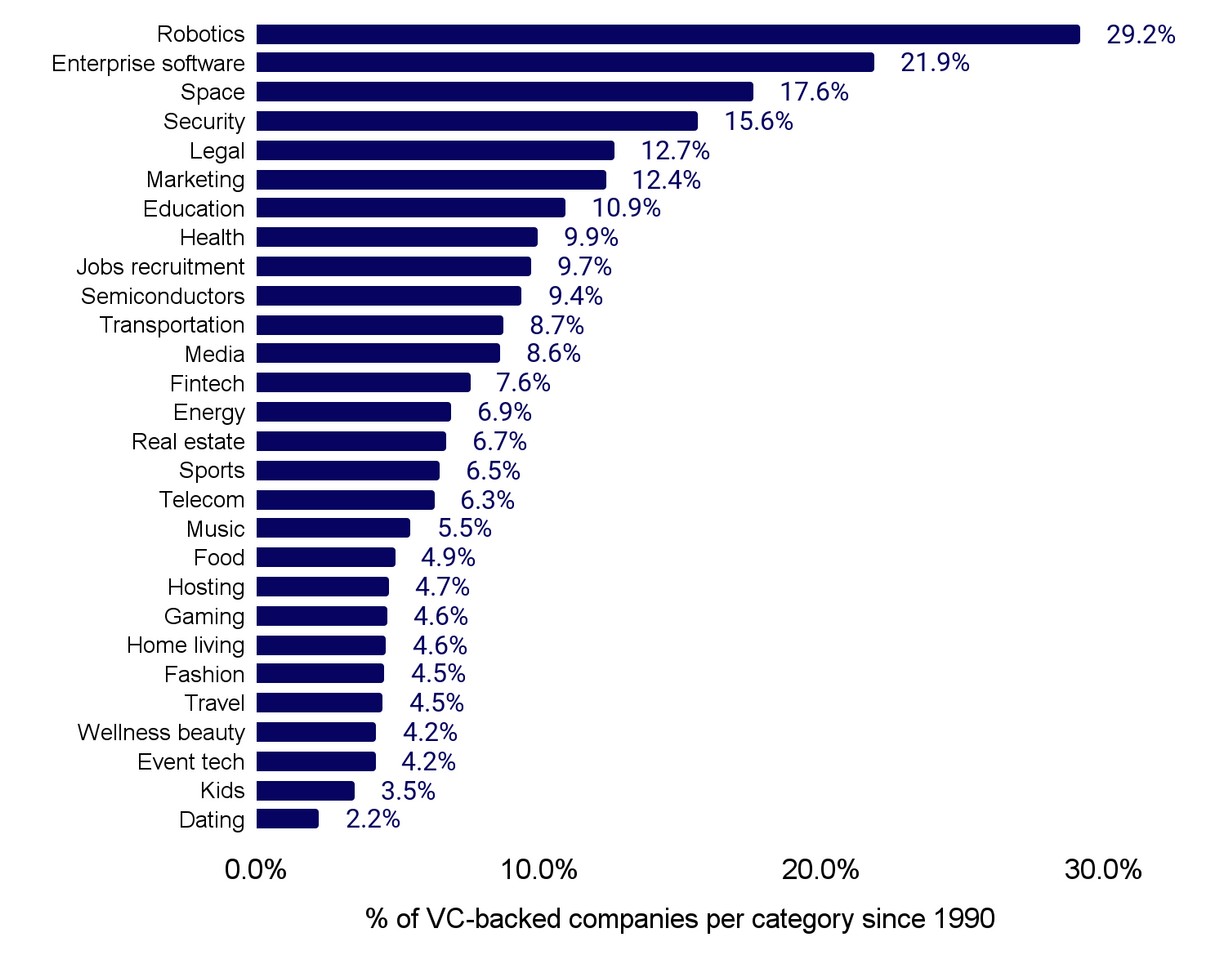 Robotics 29.2%
Enterprise software 21.9%
Space 17.6%
Security 15.6%
Legal 12.7%
Marketing 12.4%
Education 10.9%
Health 9.9%
Jobs recruitment 9.7%
Semiconductors 9.4%
Transportation 8.7%
Media 8.6%
Fintech 7.6%
Energy 6.9%
Real estate 6.7%
Sports 6.5%
Telecom 6.3%
Music 5.5%
Food 4.9%
Hosting 4.7%
Gaming 4.6%
Home living 4.6%
Fashion 4.5%
Travel 4.5%
Wellness beauty 4.2%
Event tech 4.2%
Kids 3.5%
Dating 2.2%
0.0% 10.0% 20.0% 30.0%
% of VC-backed companies per category since 1990